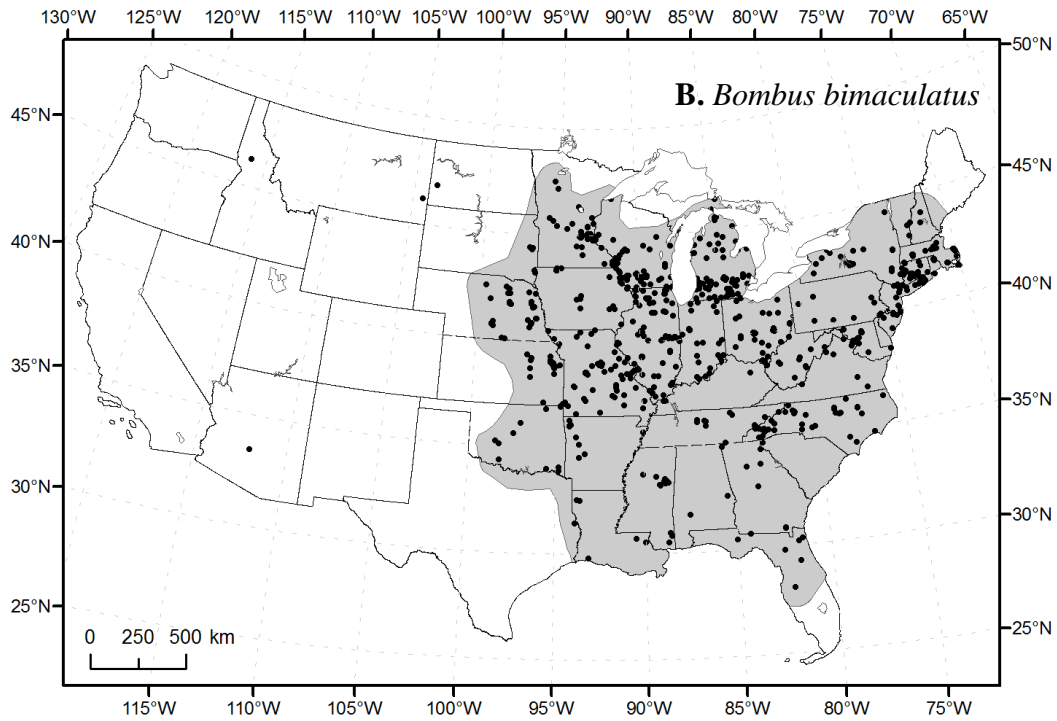 130°W 125°W 120°W 115°W 110°W 105°W 100°W 95°W 90°W 85°W 80°W 75°W 70°W 65°W
50°N
B. Bombus bimaculatus
45°N 45°N
40°N 40°N
35°N 35°N
30°N 30°N
25°N 25°N
0 250 500 km
115°W 110°W 105°W 100°W 95°W 90°W 85°W 80°W 75°W